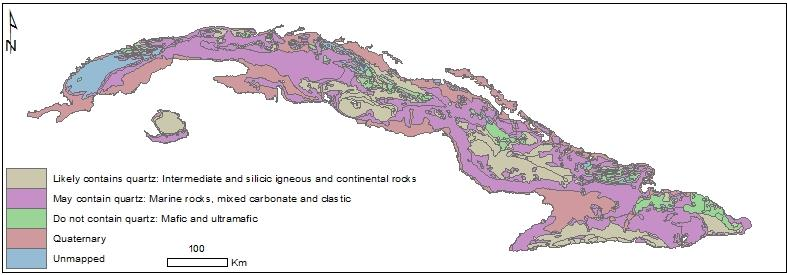 N
Likely contains quartz: Intermediate and silicic igneous and continental rocks
May contain quartz: Marine rocks, mixed carbonate and clastic
Do not contain quartz: Mafic and ultramafic
Quaternary
Unmapped
100
Km